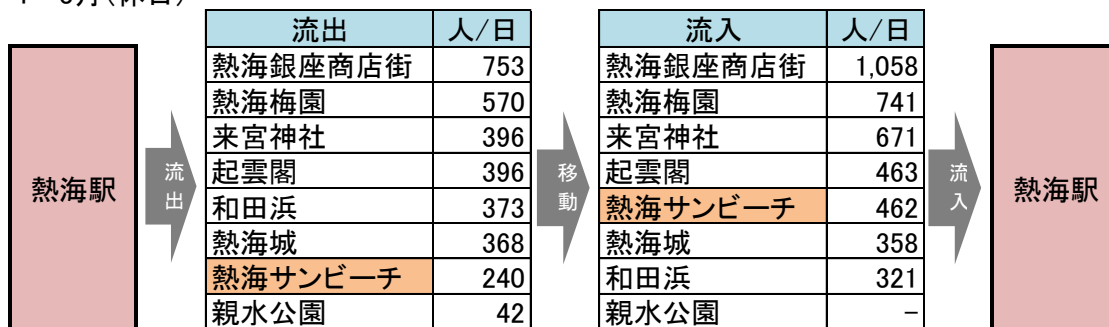 流出 人/日 流入 人/日
熱海銀座商店街 753 熱海銀座商店街 1,058
熱海梅園 570 熱海梅園 741
来宮神社 396 来宮神社 671
熱海駅 流出 起雲閣 396 移動 起雲閣 463 流入 熱海駅
和田浜 373 熱海サンビーチ 462
熱海城 368 熱海城 358
熱海サンビーチ 240 和田浜 321
親水公園 42 親水公園 -